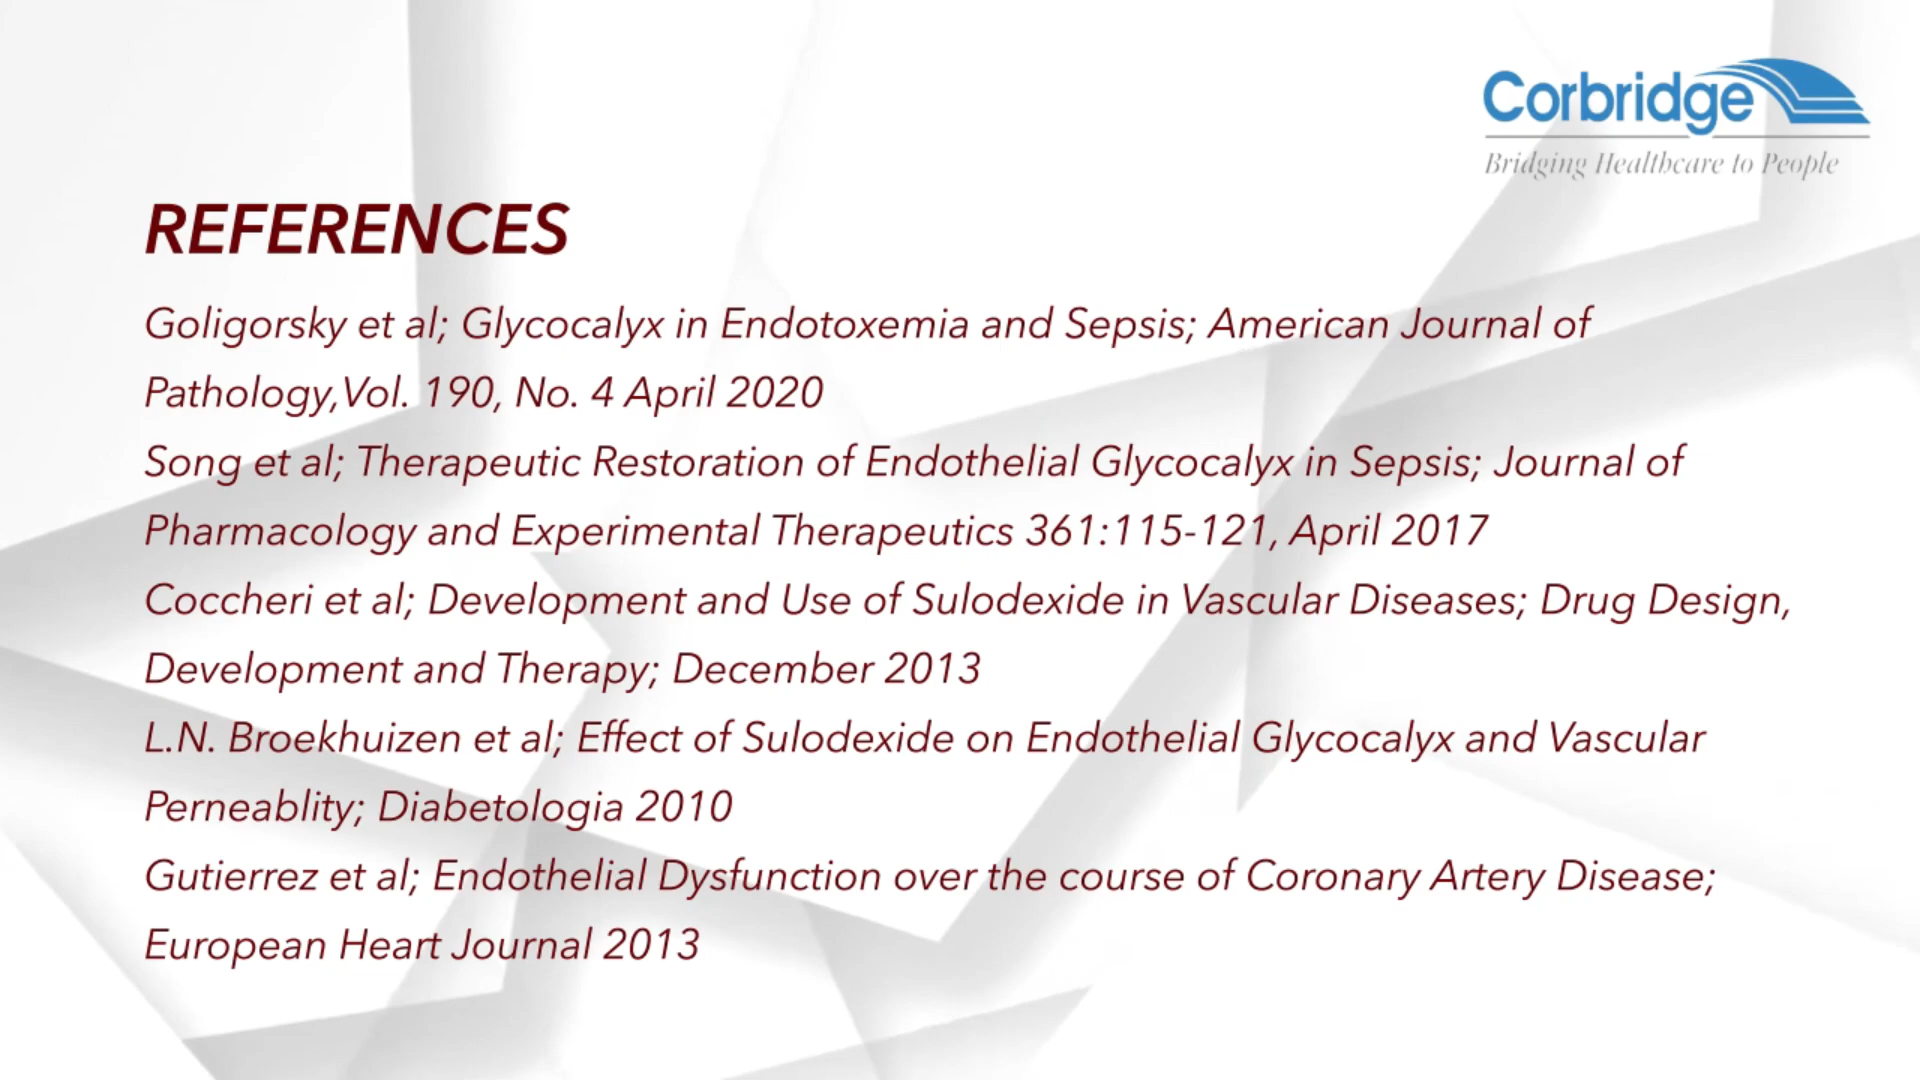 Corbridge
Bridging Healthcare to People
REFERENCES
Goligorsky et al; Glycocalyx in Endotoxemia and Sepsis; American Journal of
Pathology,Vol. 190, No. 4 April 2020
Song et al; Therapeutic Restoration of Endothelial Glycocalyx in Sepsis; Journal of
Pharmacology and Experimental Therapeutics 361:115-121, April 2017
Coccheri et al; Development and Use of Sulodexide in Vascular Diseases; Drug Design,
Development and Therapy; December 2013
L.N. Broekhuizen et al; Effect of Sulodexide on Endothelial Glycocalyx and Vascular
Perneablity; Diabetologia 2010
Gutierrez et al; Endothelial Dysfunction over the course of Coronary Artery Disease;
European Heart Journal 2013